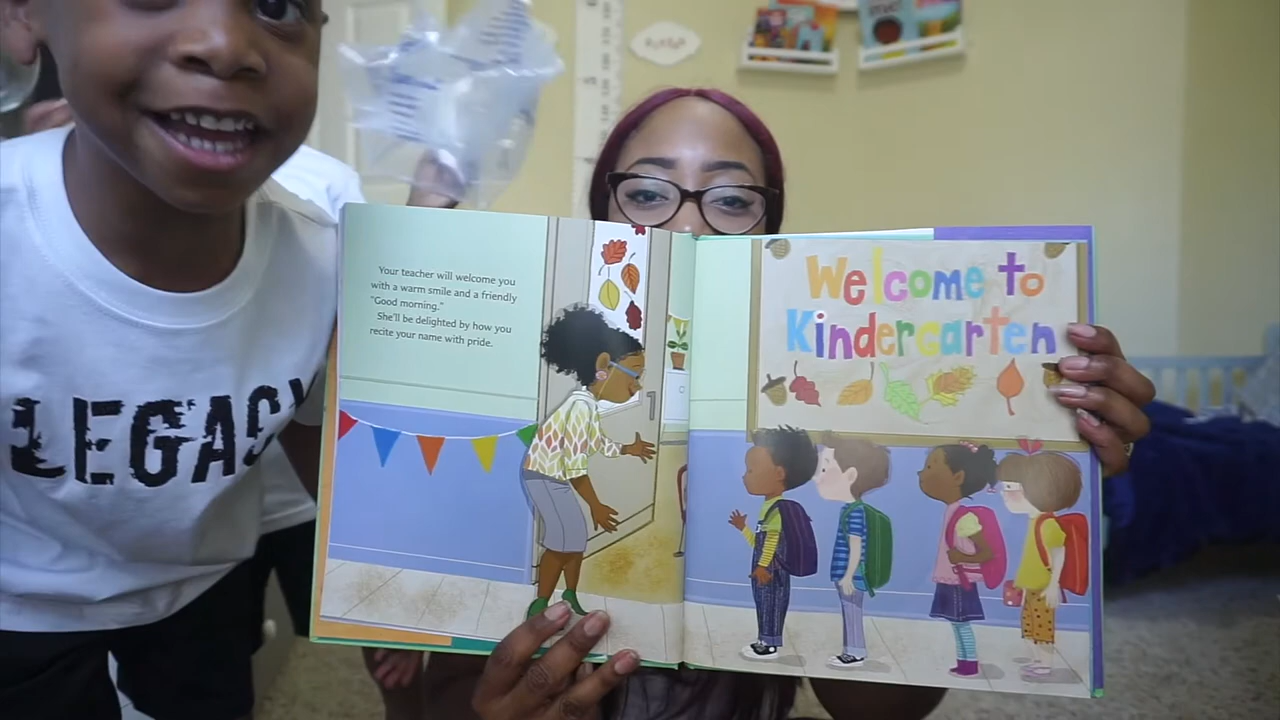 LEGACY
Your teacher will welcome you
with a warm smile and a friendly
"Good morning."
She'll be delighted by how you
recite your name with pride.
Welcome to
Kindergarten